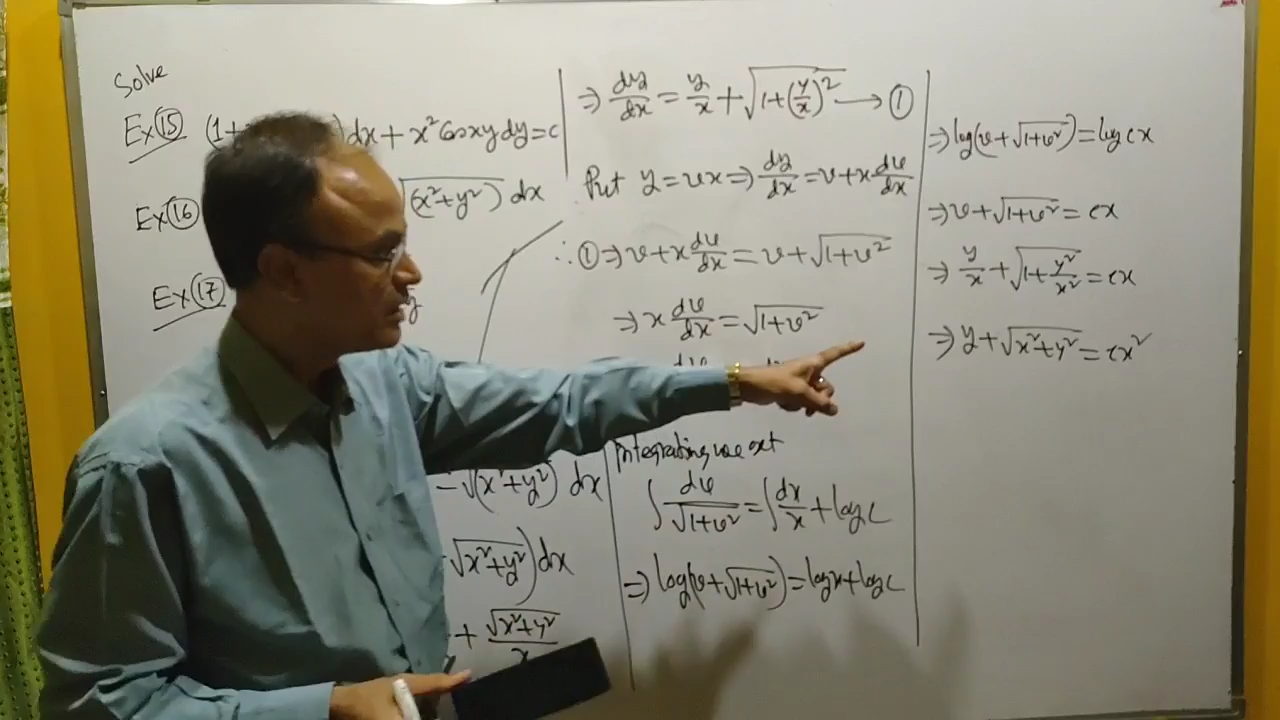 Solve
Ex(15) (1+ dx + x² Cosxy dy = c
Ex(16) √(x²+y²) dx
Ex(17) y
= √(x²+y²) dx
√x²+y²)dx
+ √x²+y²/x
⇒ dy/dx = y/x + √1+(y/x)² → ①
Put y = vx ⇒ dy/dx = v + x dv/dx
∴ ① ⇒ v + x dv/dx = v + √1+v²
⇒ x dv/dx = √1+v²
Integrating we get
∫ dv/√1+v² = ∫ dx/x + log c
⇒ log(v+√1+v²) = log x + log c
⇒ log(v+√1+v²) = log cx
⇒ v + √1+v² = cx
⇒ y/x + √1+y²/x² = cx
⇒ y + √x²+y² = cx²